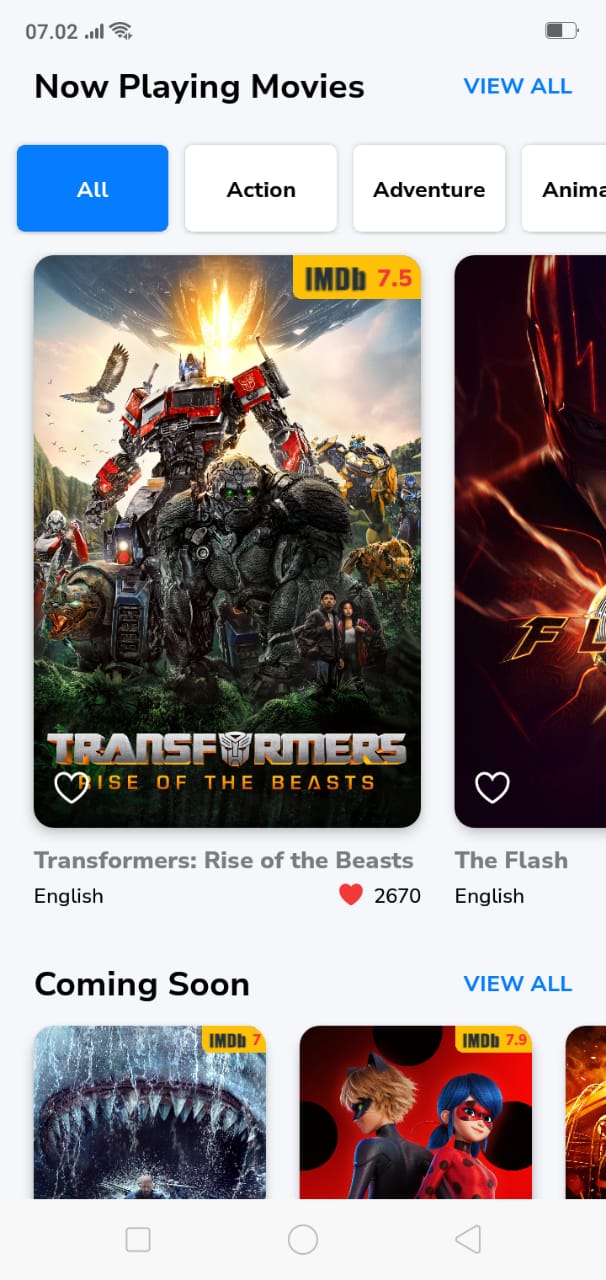 07.02
Now Playing Movies
VIEW ALL
All
Action
Adventure
Anima
IMDb 7.5
TRANSFORMERS
RISE OF THE BEASTS
FL
Transformers: Rise of the Beasts
The Flash
English
2670
English
Coming Soon
VIEW ALL
IMDb 7
IMDb 7.9